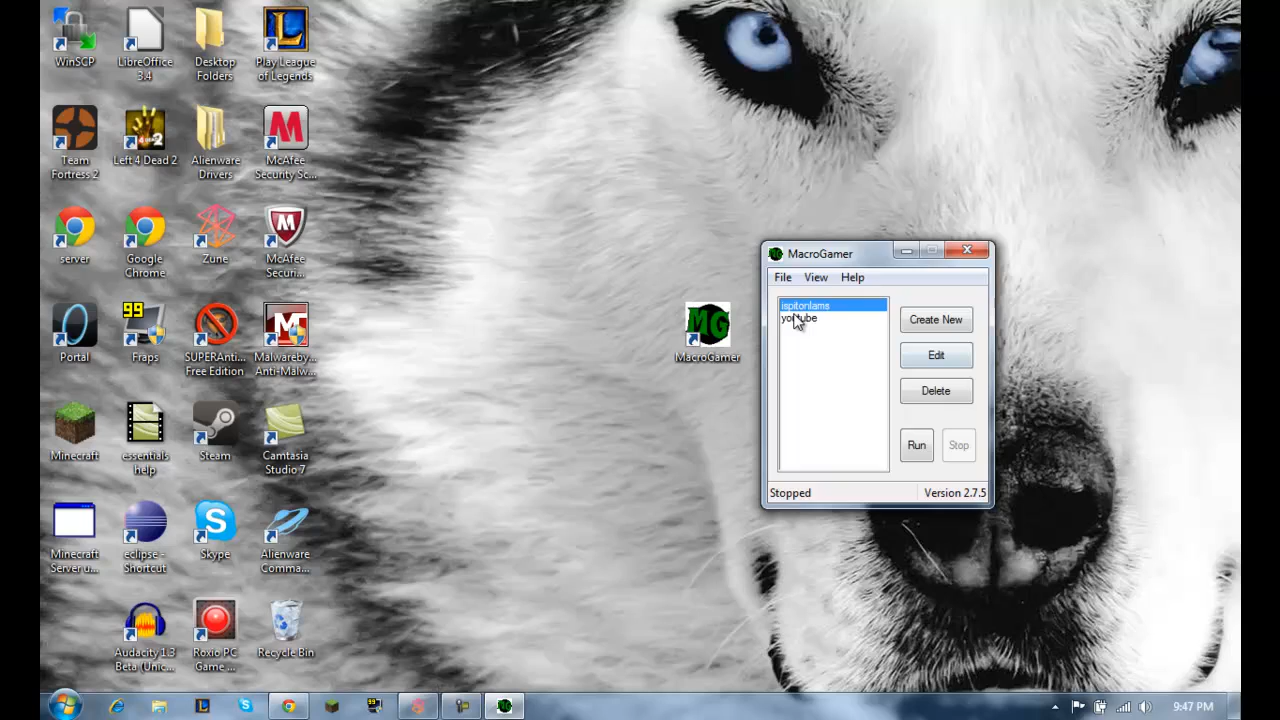 WinSCP
LibreOffice
3.4
Desktop
Folders
Play League
of Legends
Team
Fortress 2
Left 4 Dead 2
Alienware
Drivers
McAfee
Security Sc...
server
Google
Chrome
Zune
McAfee
Securi...
Portal
99
Fraps
SUPERAnti...
Free Edition
Malwareby...
Anti-Malw...
Minecraft
essentials
help
Steam
Camtasia
Studio 7
Minecraft
Server u...
eclipse -
Shortcut
Skype
Alienware
Comma...
Audacity 1.3
Beta (Unic...
Roxio PC
Game ...
Recycle Bin
MG
MacroGamer
MacroGamer
File View Help
ispitonlams
youtube
Create New
Edit
Delete
Run Stop
Stopped Version 2.7.5
9:47 PM